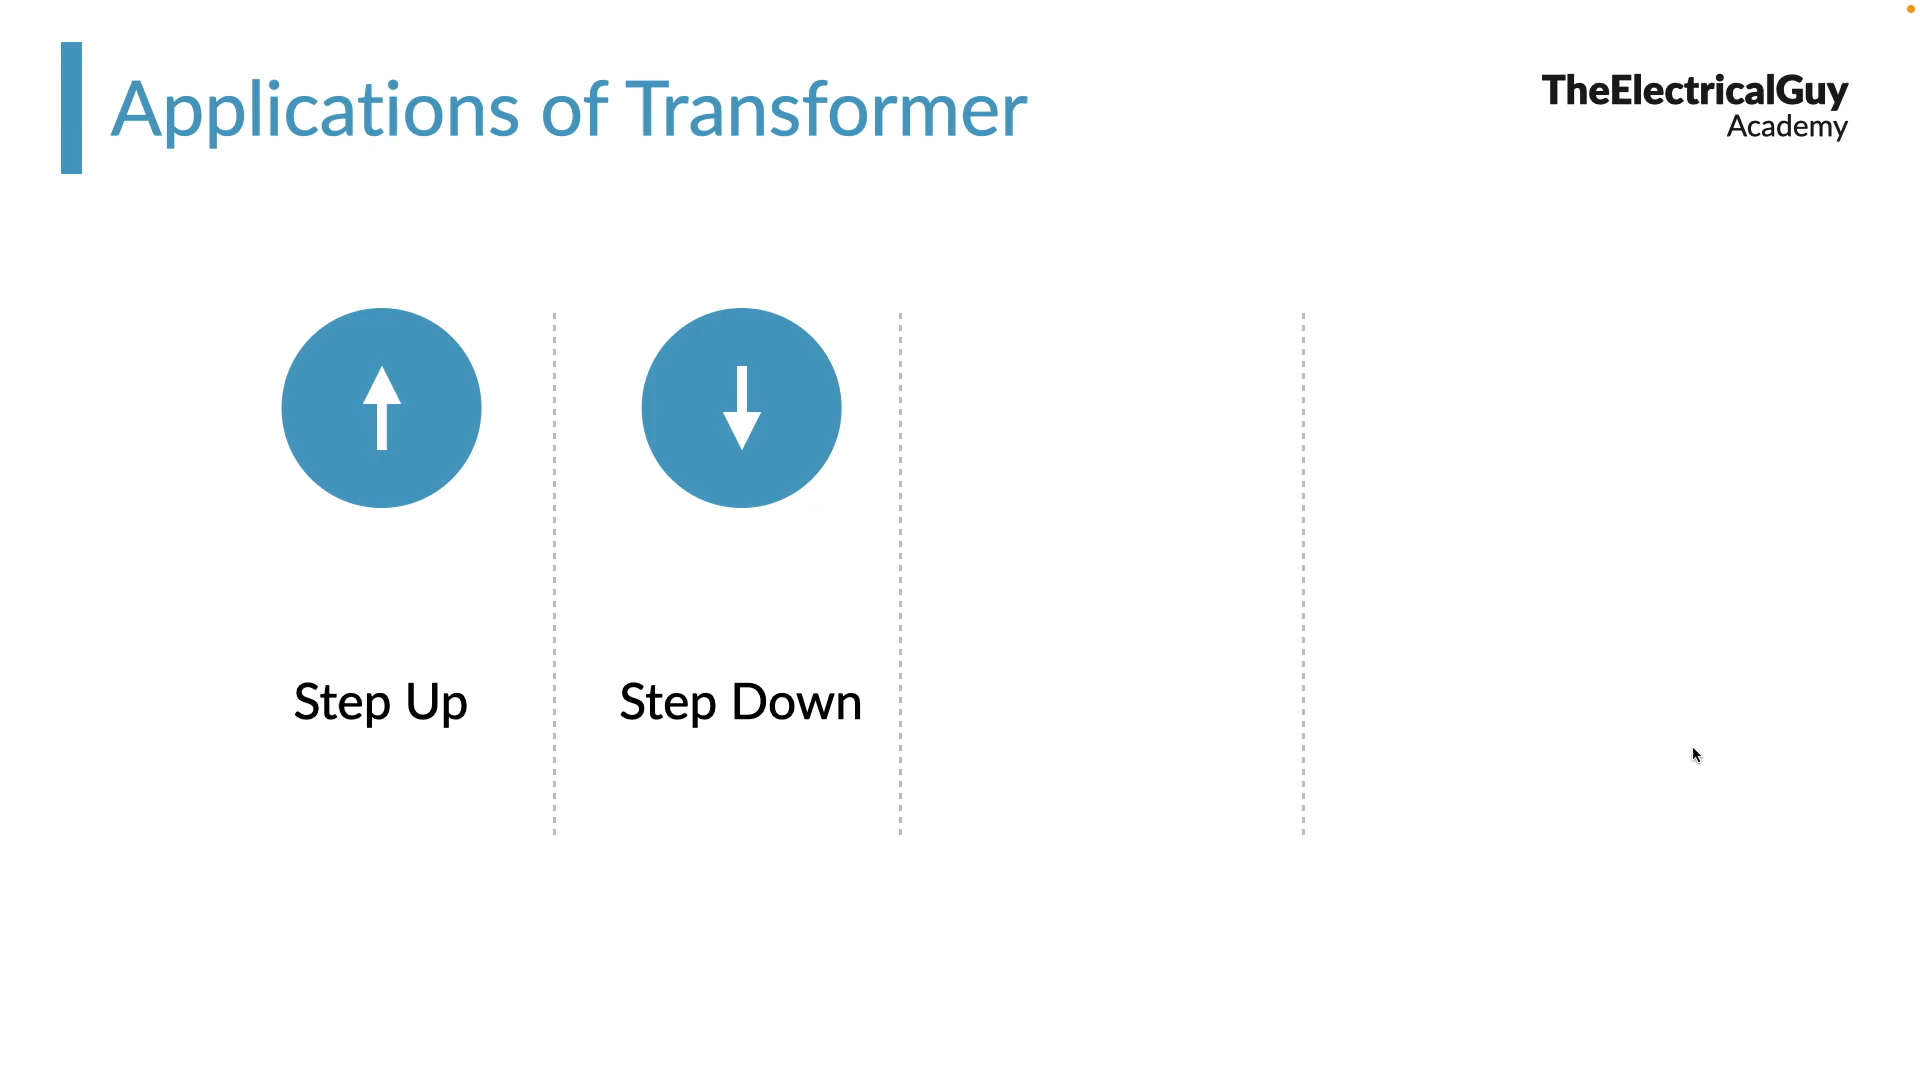 Applications of Transformer
TheElectricalGuy
Academy
Step Up
Step Down